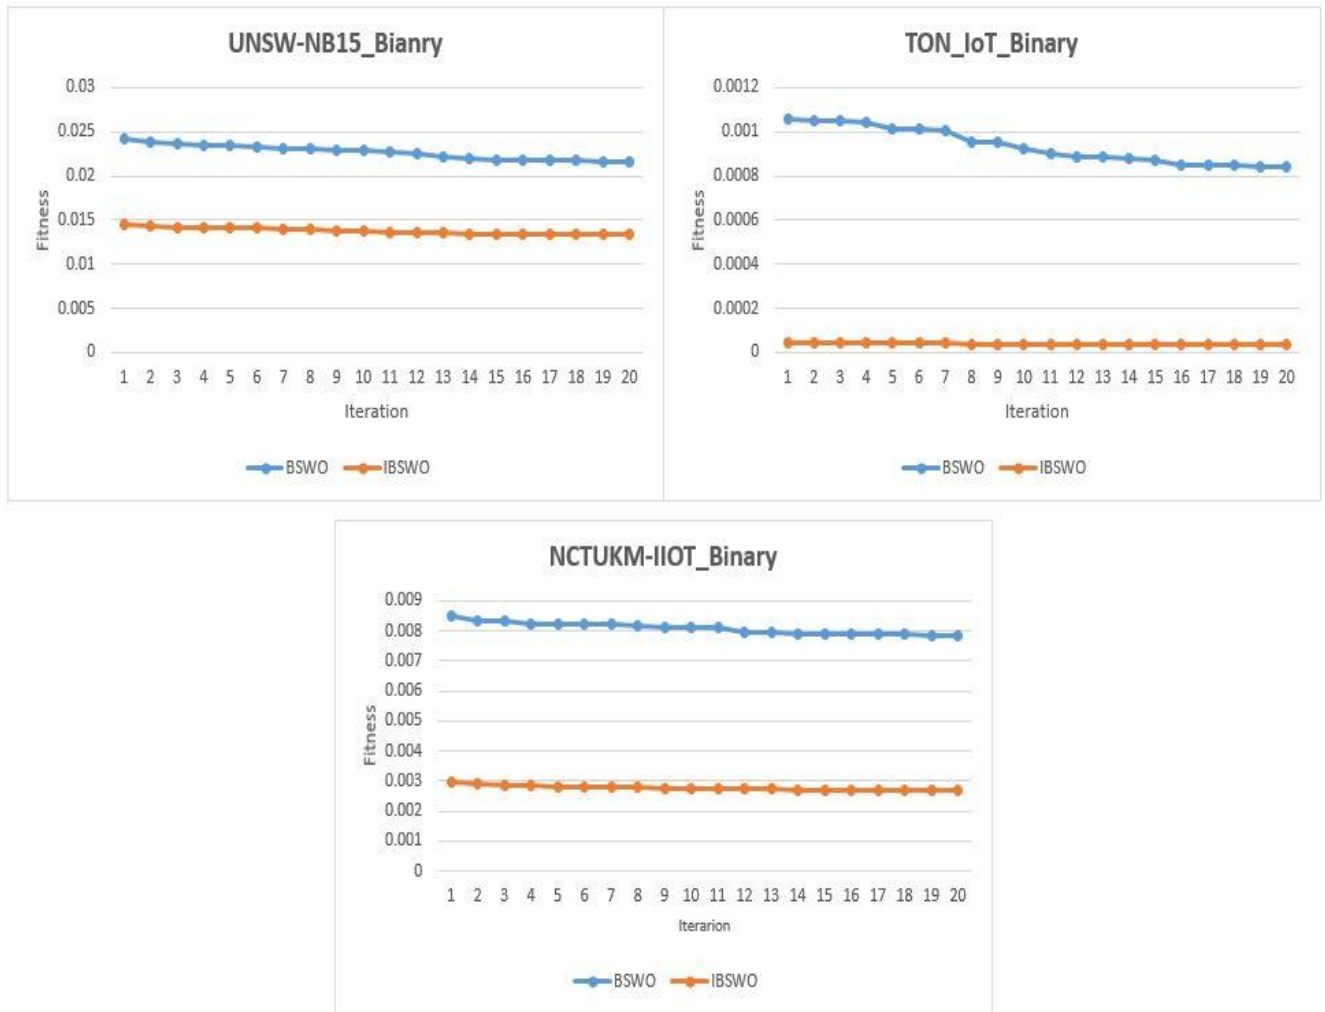 UNSW-NB15_Bianry
0.03
0.025
0.02
0.015
0.01
0.005
0
Fitness
1 2 3 4 5 6 7 8 9 10 11 12 13 14 15 16 17 18 19 20
Iteration
BSWO IBSWO
TON_IoT_Binary
0.0012
0.001
0.0008
0.0006
0.0004
0.0002
0
Fitness
1 2 3 4 5 6 7 8 9 10 11 12 13 14 15 16 17 18 19 20
Iteration
BSWO IBSWO
NCTUKM-IIOT_Binary
0.009
0.008
0.007
0.006
0.005
0.004
0.003
0.002
0.001
0
Fitness
1 2 3 4 5 6 7 8 9 10 11 12 13 14 15 16 17 18 19 20
Iterarion
BSWO IBSWO